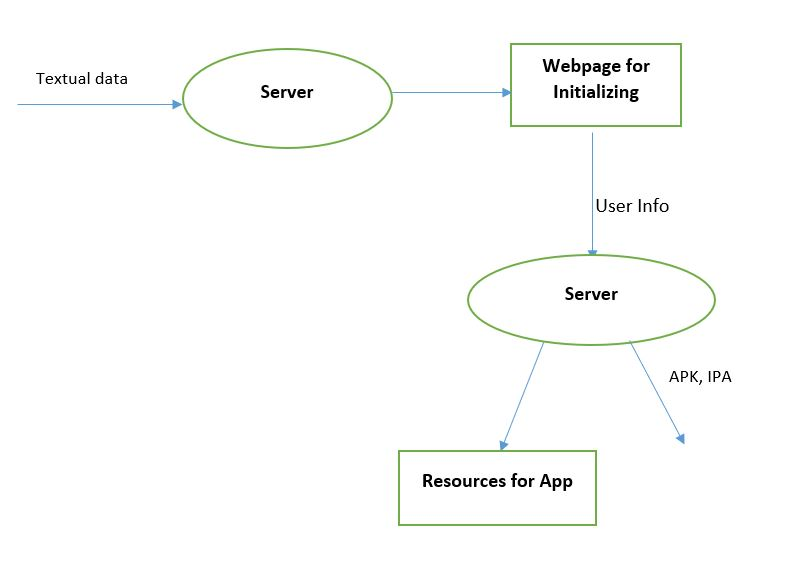 Textual data
Server
Webpage for
Initializing
User Info
Server
APK, IPA
Resources for App